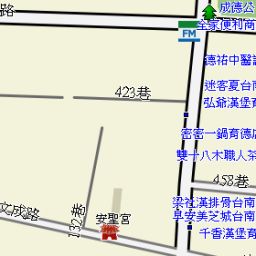 成德公
路
全家便利商
FM
德祐中醫診
423巷
迷客夏台南
弘爺漢堡育
密密一鍋育德店
雙十八木職人茶
458巷
梁社漢排骨台南
文成路
132巷
安聖宮
早安美芝城台南
千香漢堡育